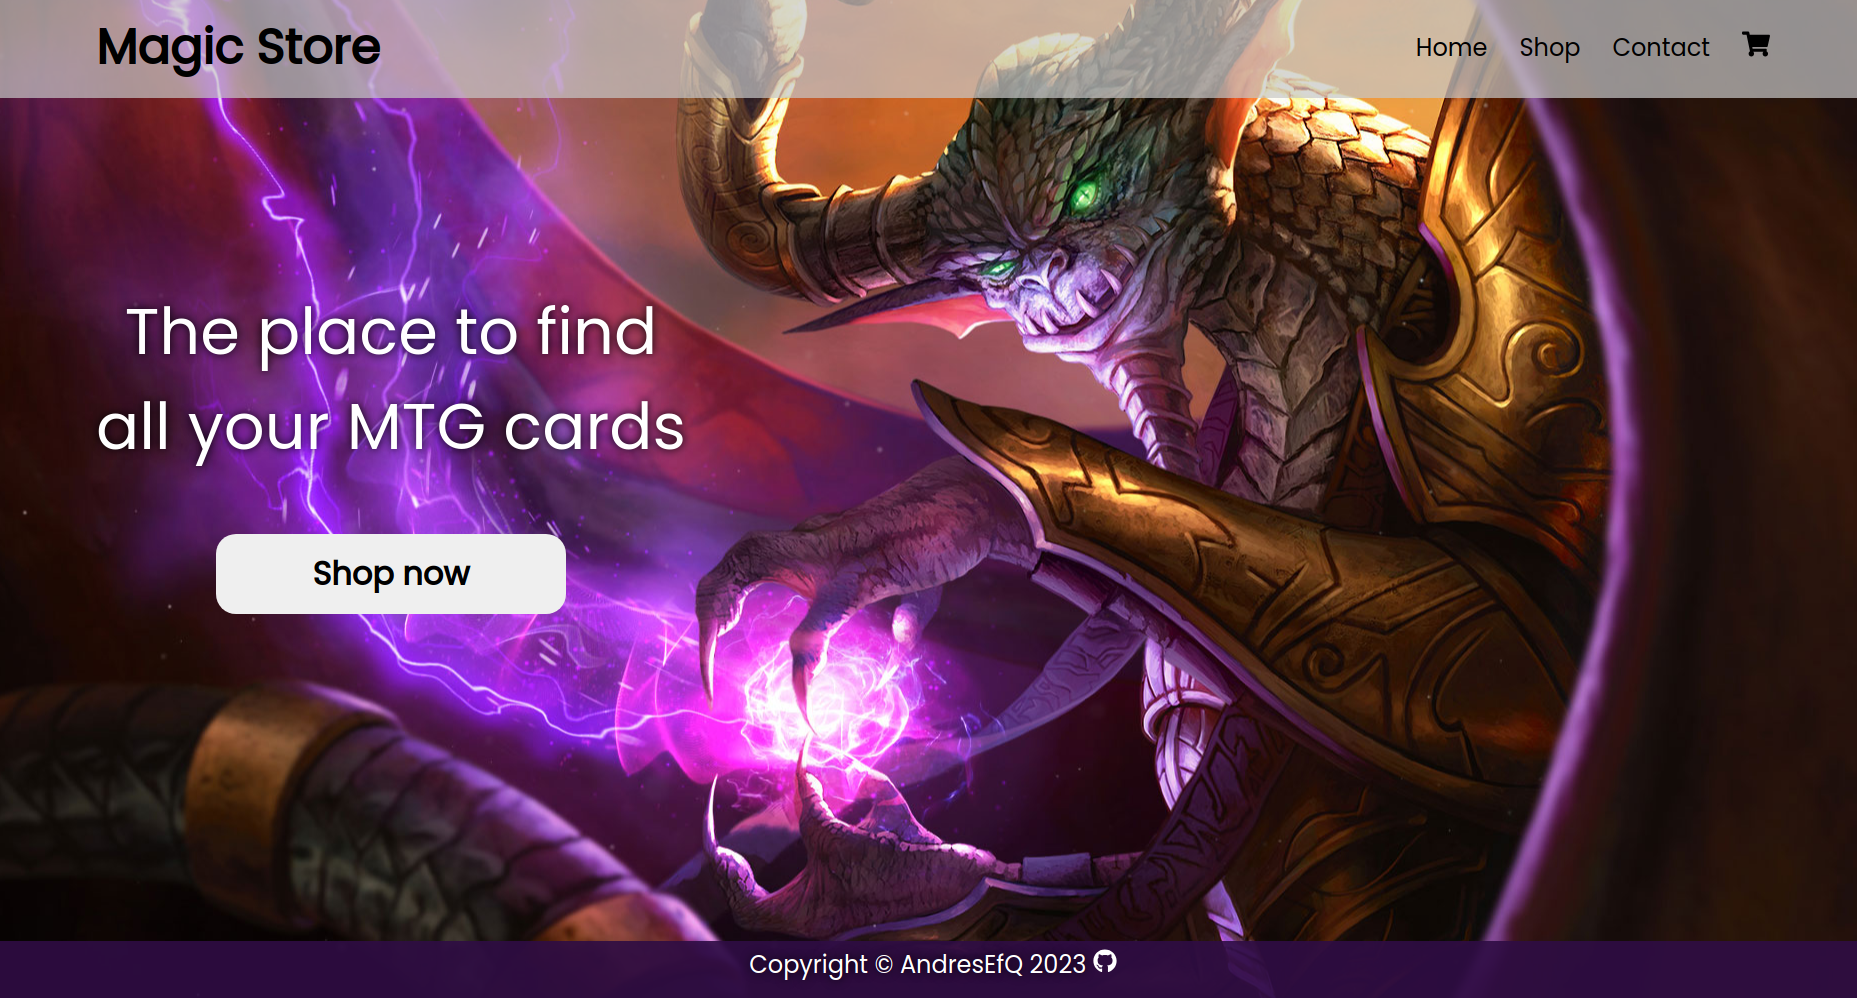 Magic Store
Home Shop Contact
The place to find
all your MTG cards
Shop now
Copyright © AndresEfQ 2023